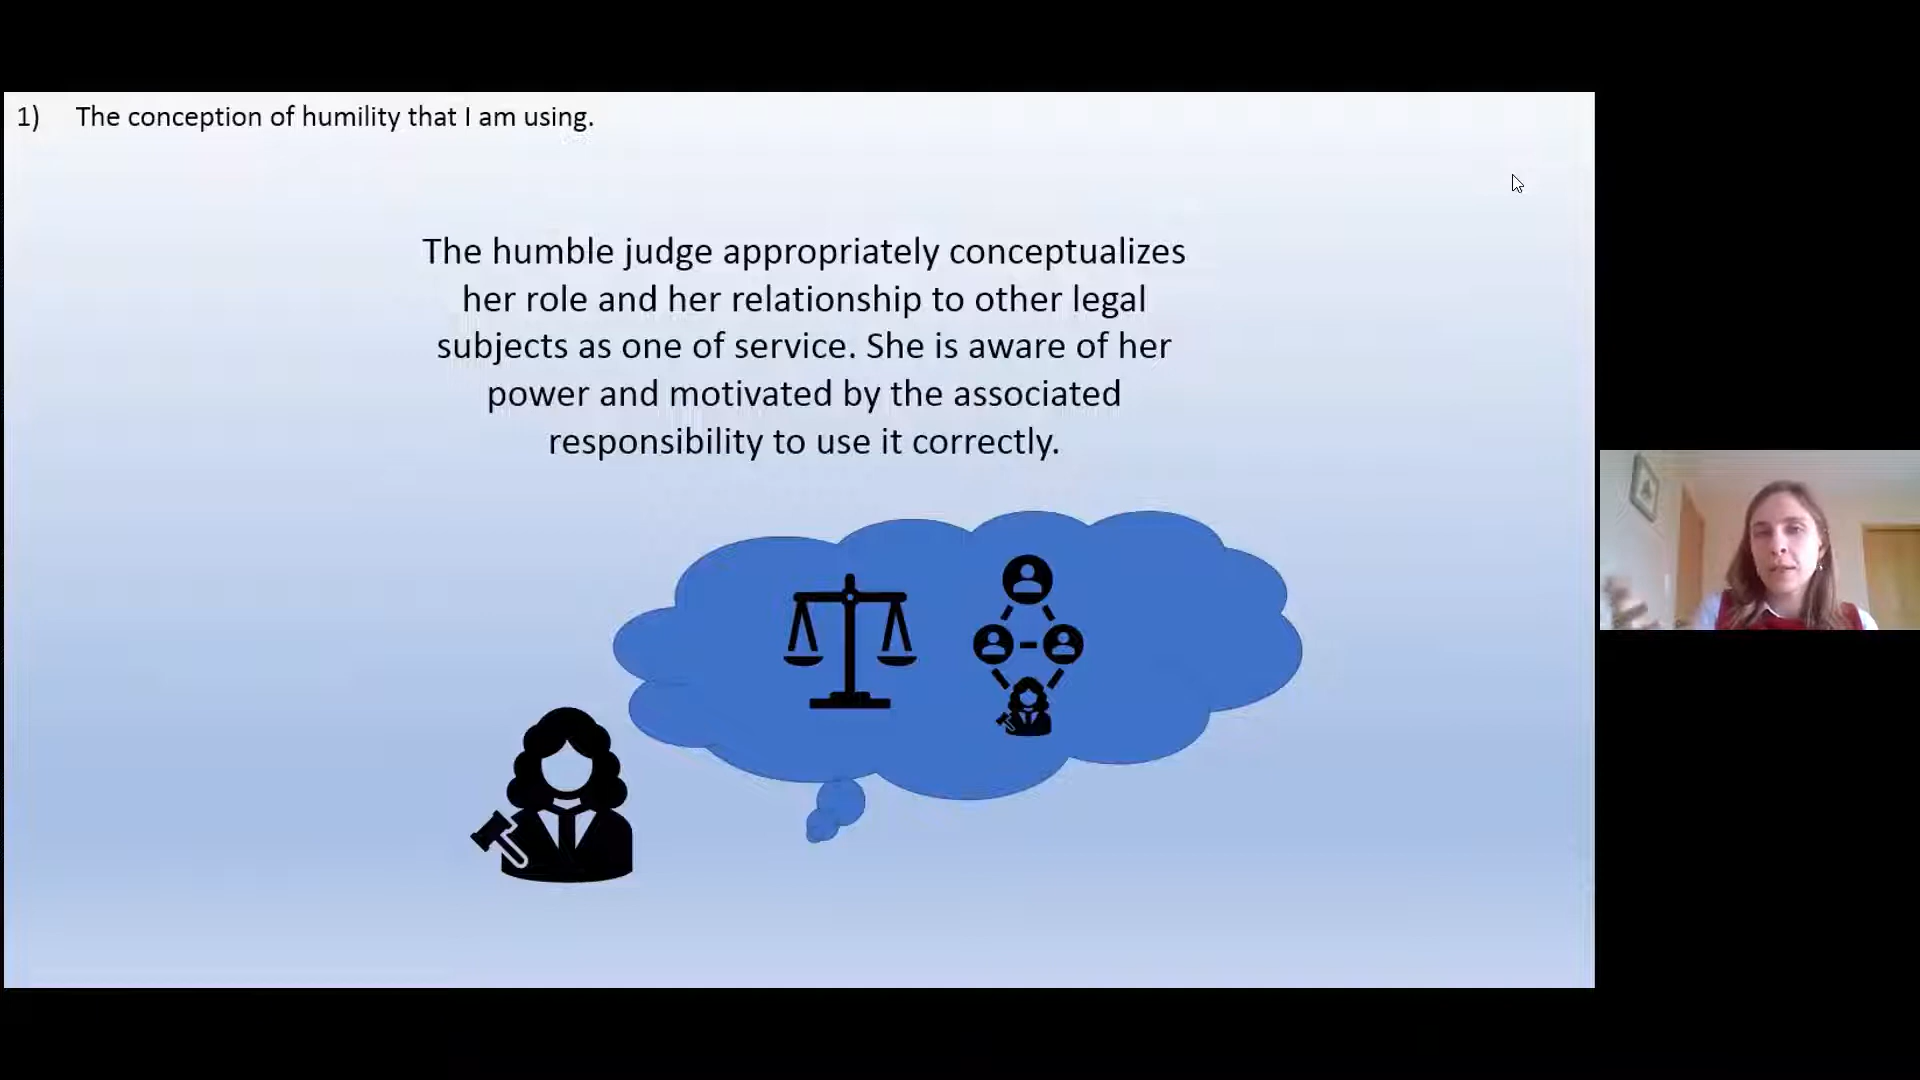 1) The conception of humility that I am using.
The humble judge appropriately conceptualizes
her role and her relationship to other legal
subjects as one of service. She is aware of her
power and motivated by the associated
responsibility to use it correctly.